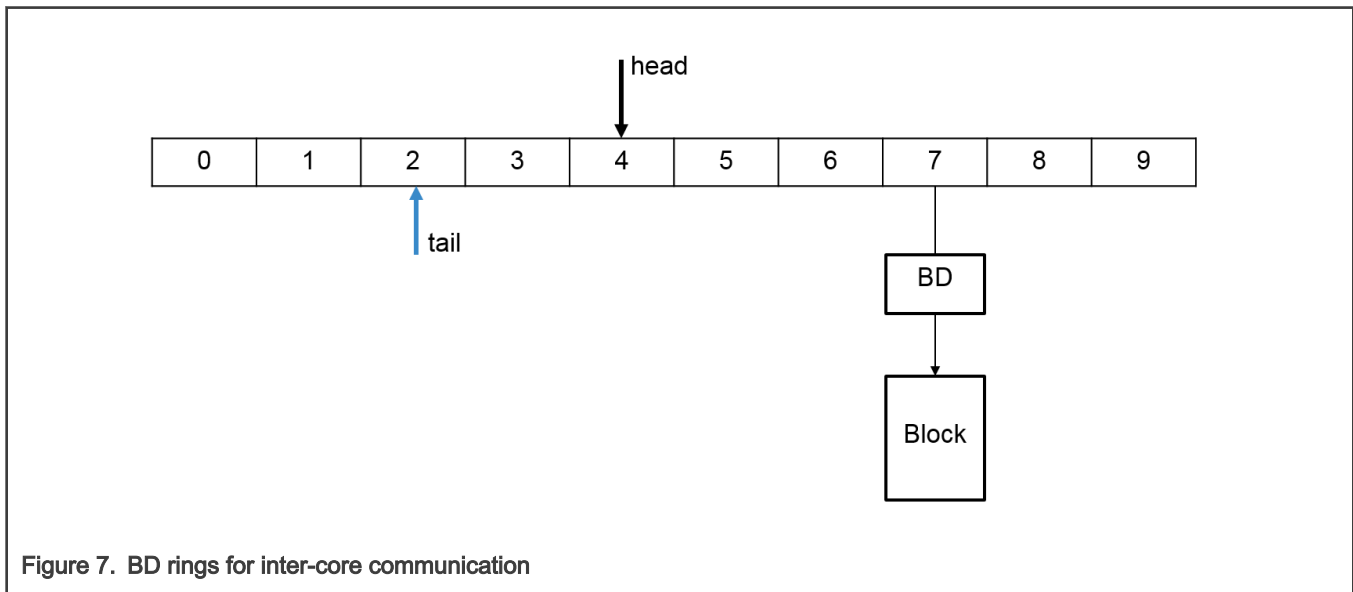 head
0 1 2 3 4 5 6 7 8 9
tail
BD
Block
Figure 7. BD rings for inter-core communication